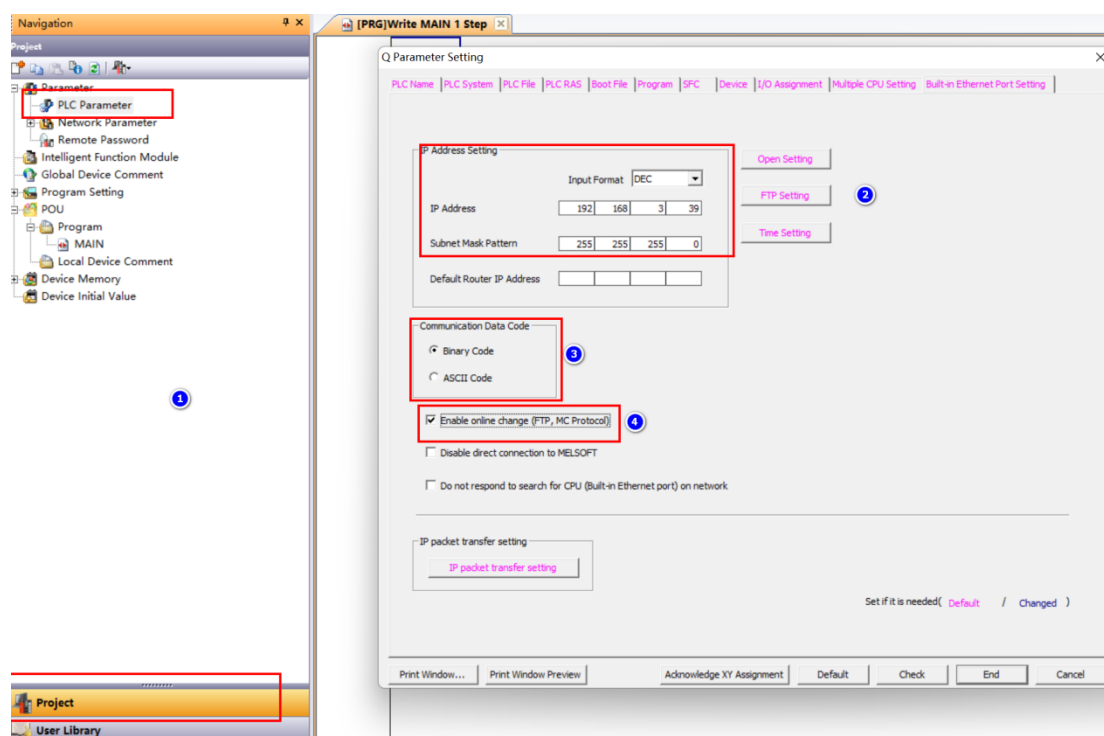 Navigation
Project
Parameter
PLC Parameter
Network Parameter
Remote Password
Intelligent Function Module
Global Device Comment
Program Setting
POU
Program
MAIN
Local Device Comment
Device Memory
Device Initial Value
1
Project
User Library
[PRG]Write MAIN 1 Step
Q Parameter Setting
PLC Name PLC System PLC File PLC RAS Boot File Program SFC Device I/O Assignment Multiple CPU Setting Built-in Ethernet Port Setting
IP Address Setting
Input Format DEC
IP Address 192 168 3 39
Subnet Mask Pattern 255 255 255 0
Default Router IP Address
Open Setting
FTP Setting
2
Time Setting
Communication Data Code
Binary Code
3
ASCII Code
Enable online change (FTP, MC Protocol)
4
Disable direct connection to MELSOFT
Do not respond to search for CPU (Built-in Ethernet port) on network
IP packet transfer setting
IP packet transfer setting
Set if it is needed( Default / Changed )
Print Window... Print Window Preview Acknowledge XY Assignment Default Check End Cancel